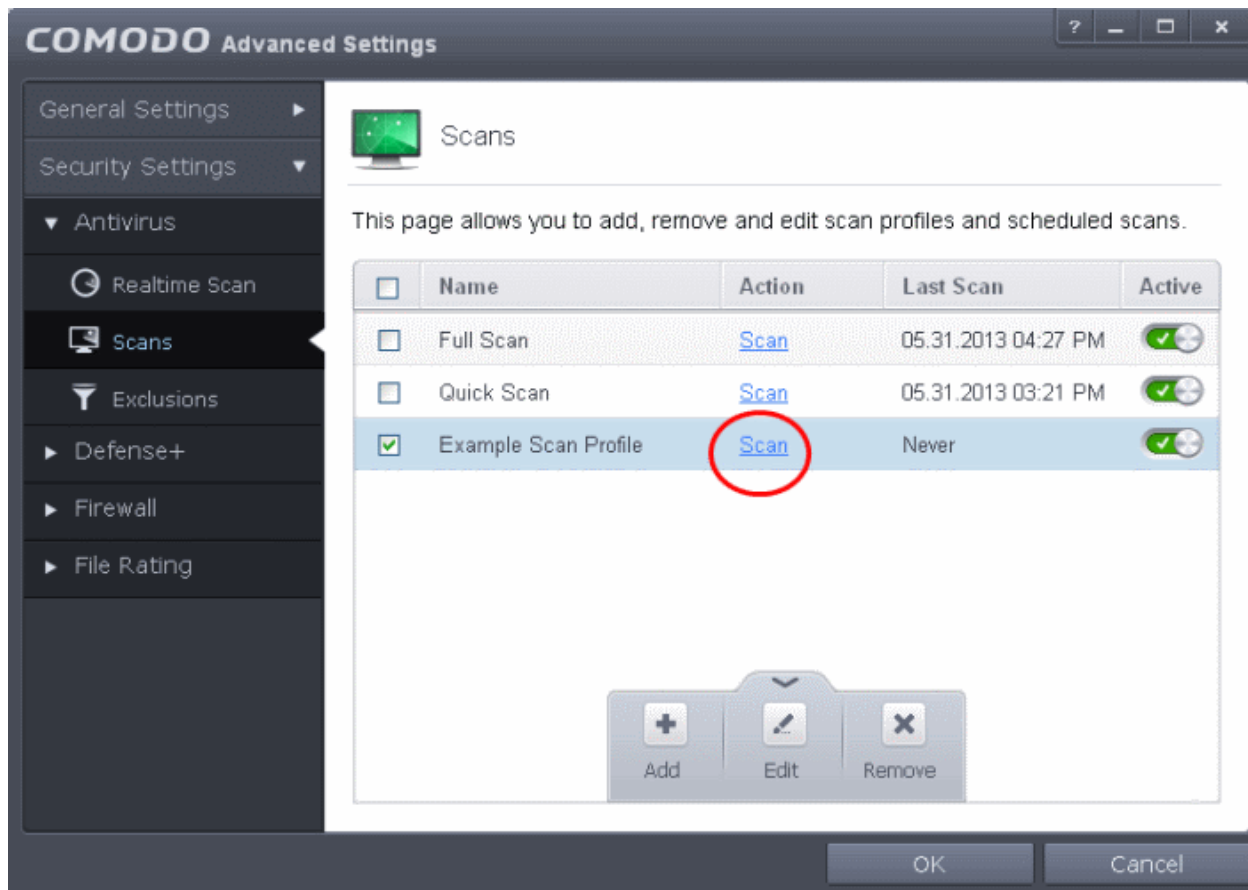 COMODO Advanced Settings
?
General Settings
Security Settings
Antivirus
Realtime Scan
Scans
Exclusions
Defense+
Firewall
File Rating
Scans
This page allows you to add, remove and edit scan profiles and scheduled scans.
Name Action Last Scan Active
Full Scan Scan 05.31.2013 04:27 PM
Quick Scan Scan 05.31.2013 03:21 PM
Example Scan Profile Scan Never
Add Edit Remove
OK Cancel